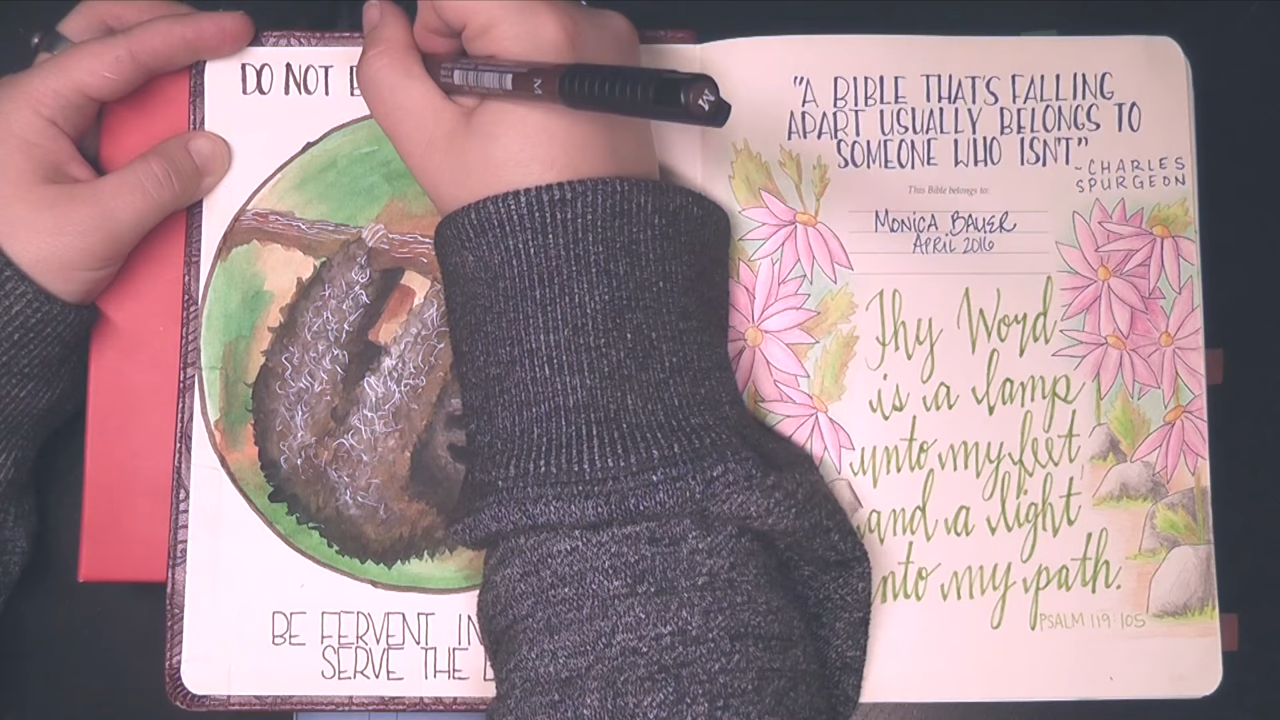 DO NOT
BE FERVENT IN
SERVE THE
"A BIBLE THAT'S FALLING
APART USUALLY BELONGS TO
SOMEONE WHO ISN'T"
-CHARLES
SPURGEON
This Bible belongs to:
MONICA BAUER
APRIL 2016
Thy Word
is a lamp
unto my feet
and a light
nto my path.
PSALM 119:105
M
M